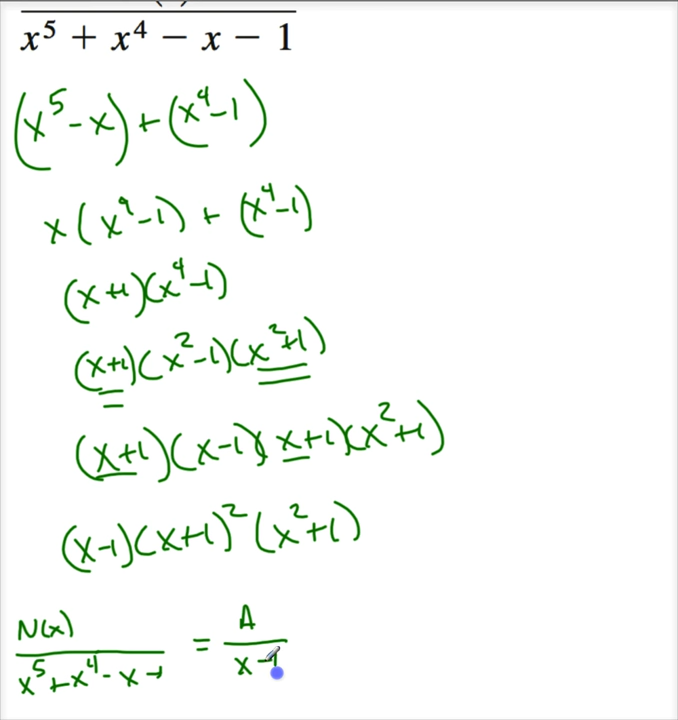 x⁵ + x⁴ − x − 1
(x⁵ - x) + (x⁴ - 1)
x(x⁴ - 1) + (x⁴ - 1)
(x+1)(x⁴ - 1)
(x+1)(x² - 1)(x² + 1)
(x+1)(x-1)(x+1)(x² + 1)
(x-1)(x+1)²(x² + 1)
N(x) / x⁵ + x⁴ - x - 1 = A / x - 1